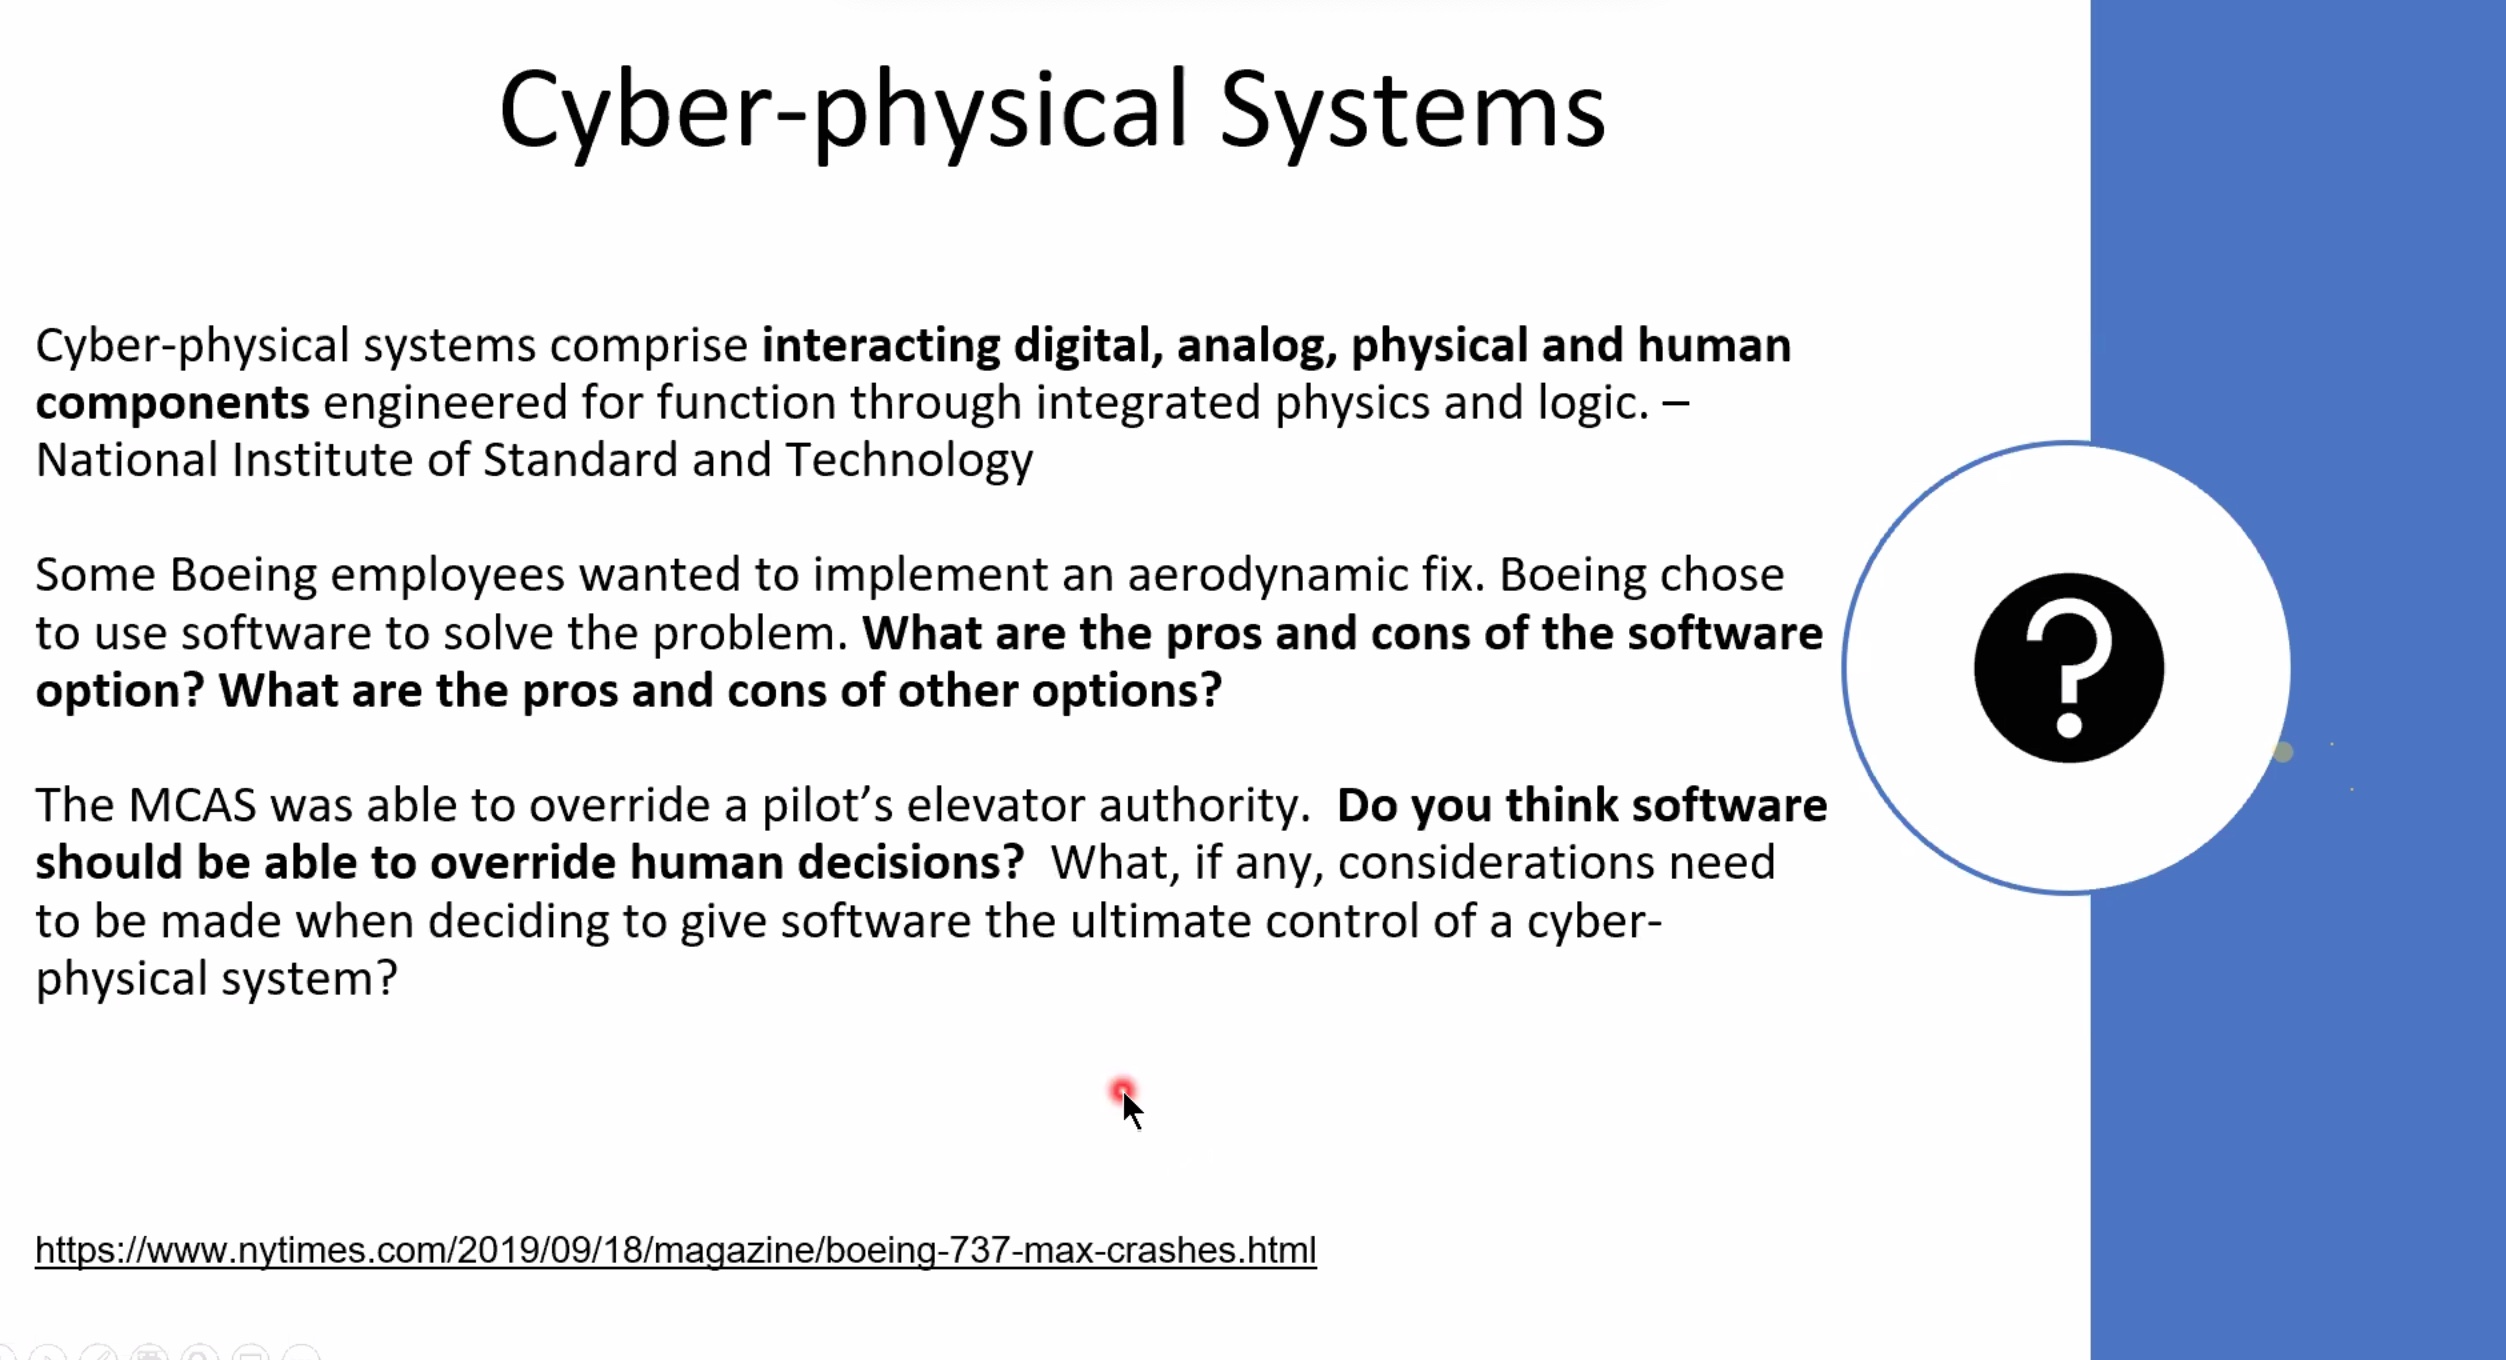 Cyber-physical Systems
Cyber-physical systems comprise interacting digital, analog, physical and human
components engineered for function through integrated physics and logic. –
National Institute of Standard and Technology
Some Boeing employees wanted to implement an aerodynamic fix. Boeing chose
to use software to solve the problem. What are the pros and cons of the software
option? What are the pros and cons of other options?
The MCAS was able to override a pilot’s elevator authority.  Do you think software
should be able to override human decisions?  What, if any, considerations need
to be made when deciding to give software the ultimate control of a cyber-
physical system?
?
https://www.nytimes.com/2019/09/18/magazine/boeing-737-max-crashes.html